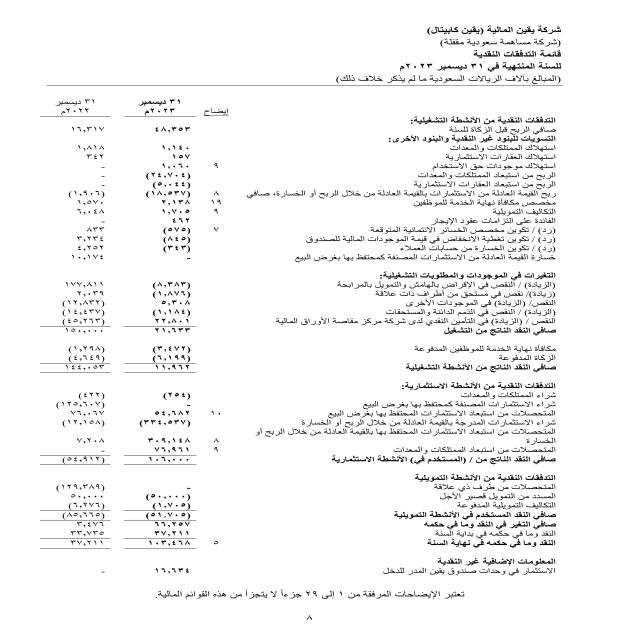 شركة يقين المالية (يقين كابيتال)
(شركة مساهمة سعودية مقفلة)
قائمة التدفقات النقدية
للسنة المنتهية في ٣١ ديسمبر ٢٠٢٣م
(المبالغ بآلاف الريالات السعودية ما لم يذكر خلاف ذلك)
إيضاح ٣١ ديسمبر ٢٠٢٣م ٣١ ديسمبر ٢٠٢٢م
التدفقات النقدية من الأنشطة التشغيلية:
صافي الربح قبل الزكاة للسنة ٤٨,٣٥٣ ١٦,٣١٧
التسويات للبنود غير النقدية والبنود الأخرى:
استهلاك الممتلكات والمعدات ١,١٤٠ ١,٨١٨
استهلاك العقارات الاستثمارية ١٥٧ ٣٤٢
استهلاك موجودات حق الاستخدام ٩ ١,٠٦٠ -
الربح من استبعاد الممتلكات والمعدات (٢٤,٧٠٤) -
الربح من استبعاد العقارات الاستثمارية (٥,٠٤٤) -
ربح القيمة العادلة من الاستثمارات بالقيمة العادلة من خلال الربح أو الخسارة، صافي ٨ (١٨,٥٣٧) (١,٩٠٦)
مخصص مكافأة نهاية الخدمة للموظفين ١٩ ٢,١٣٨ ١,٥٧٠
التكاليف التمويلية ٩ ١,٧٠٥ ٦,٠٤٨
الفائدة على التزامات عقود الإيجار ٤٦٢ -
(رد) / تكوين مخصص الخسائر الائتمانية المتوقعة ٧ (٥٧٥) ٨٣٣
(رد) / تكوين تغطية الانخفاض في قيمة الموجودات المالية للصندوق (٨٤٥) ٣,٢٣٤
(رد) / تكوين الخسارة من حسابات العملاء (٣٤٣) ٤,٢٥٢
خسارة القيمة العادلة من الاستثمارات المصنفة كمحتفظ بها بغرض البيع - ١٠,١٧٤
التغيرات في الموجودات والمطلوبات التشغيلية:
(الزيادة) / النقص في الإقراض بالهامش والتمويل بالمرابحة (٨,٣٨٣) ١٧٧,٨١١
(زيادة)/ نقص في مستحق من أطراف ذات علاقة (١,٨٧٦) ٢,٠٣٩
النقص/ (الزيادة) في الموجودات الأخرى ٥,٣٠٨ (١٢,٨٣٢)
(الزيادة) / النقص في الذمم الدائنة والمستحقات (١,١٨٤) (١٤,٤٣٧)
النقص / (الزيادة) في التأمين النقدي لدى شركة مركز مقاصة الأوراق المالية ٢٢,٨٠١ (٤٥,٢٦٣)
صافي النقد الناتج من التشغيل ٢١,٦٣٣ ١٥٠,٠٠٠
مكافأة نهاية الخدمة للموظفين المدفوعة (٣,٤٧٢) (١,٢٩٨)
الزكاة المدفوعة (٦,١٩٩) (٤,٦٤٩)
صافي النقد الناتج من الأنشطة التشغيلية ١١,٩٦٢ ١٤٤,٠٥٣
التدفقات النقدية من الأنشطة الاستثمارية:
شراء الممتلكات والمعدات (٢٥٤) (٤٢٢)
شراء الاستثمارات المصنفة كمحتفظ بها بغرض البيع - (١٢٥,٦٠٧)
المتحصلات من استبعاد الاستثمارات المحتفظ بها بغرض البيع ١٠ ٥٤,٦٨٢ ٧٦,٠٦٧
شراء الاستثمارات المدرجة بالقيمة العادلة من خلال الربح أو الخسارة (٣٣٤,٥٣٧) (١٢,١٥٨)
المتحصلات من استبعاد الاستثمارات المحتفظ بها بالقيمة العادلة من خلال الربح أو
الخسارة ٨ ٣٠٩,١٤٨ ٧,٢٠٨
المتحصلات من استبعاد الممتلكات والمعدات ٩ ٧٦,٩٦١ -
صافي النقد الناتج من / (المستخدم في) الأنشطة الاستثمارية ١٠٦,٠٠٠ (٥٤,٩١٢)
التدفقات النقدية من الأنشطة التمويلية
المتحصلات من طرف ذي علاقة - (١٢٩,٣٨٩)
المسدد من التمويل قصير الأجل (٥٠,٠٠٠) ٥٠,٠٠٠
التكاليف التمويلية المدفوعة (١,٧٠٥) (٦,٢٧٦)
صافي النقد المستخدم في الأنشطة التمويلية (٥١,٧٠٥) (٨٥,٦٦٥)
صافي التغير في النقد وما في حكمه ٦٦,٢٥٧ ٣,٤٧٦
النقد وما في حكمه في بداية السنة ٣٧,٢١١ ٣٣,٧٣٥
النقد وما في حكمه في نهاية السنة ٥ ١٠٣,٤٦٨ ٣٧,٢١١
المعلومات الإضافية غير النقدية
الاستثمار في وحدات صندوق يقين المدر للدخل ١٦,٦٣٤ -
تعتبر الإيضاحات المرفقة من ١ إلى ٢٩ جزءاً لا يتجزأ من هذه القوائم المالية.
٨